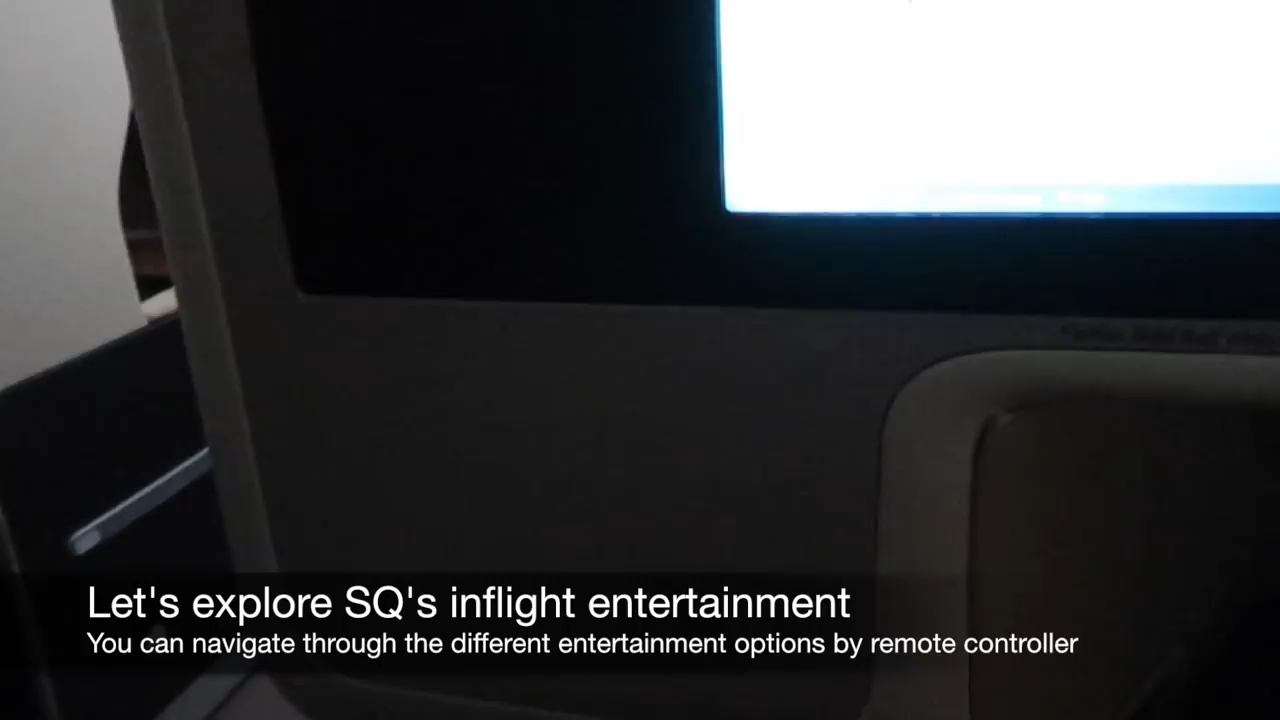 Let's explore SQ's inflight entertainment
You can navigate through the different entertainment options by remote controller